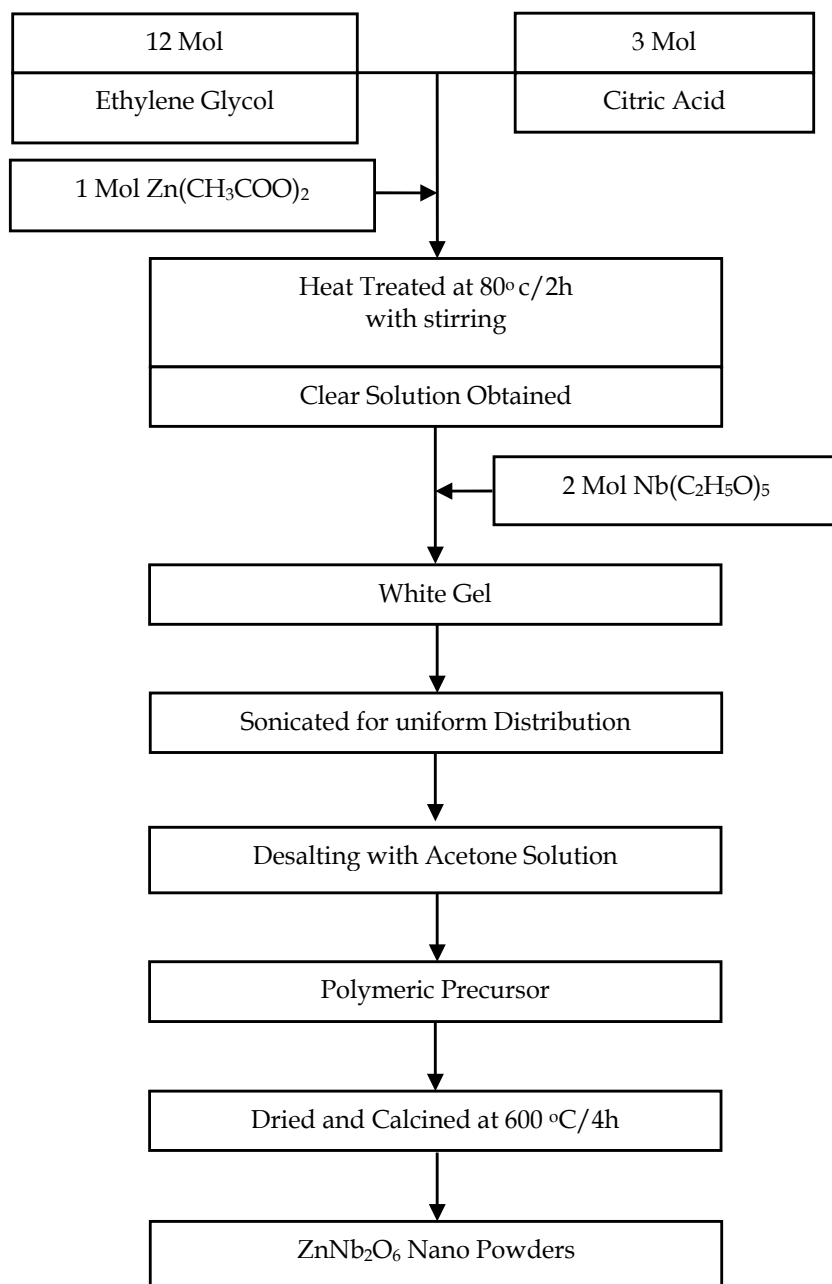 12 Mol
3 Mol
Ethylene Glycol
Citric Acid
1 Mol Zn(CH₃COO)₂
Heat Treated at 80º c/2h
with stirring
Clear Solution Obtained
2 Mol Nb(C₂H₅O)₅
White Gel
Sonicated for uniform Distribution
Desalting with Acetone Solution
Polymeric Precursor
Dried and Calcined at 600 ºC/4h
ZnNb₂O₆ Nano Powders